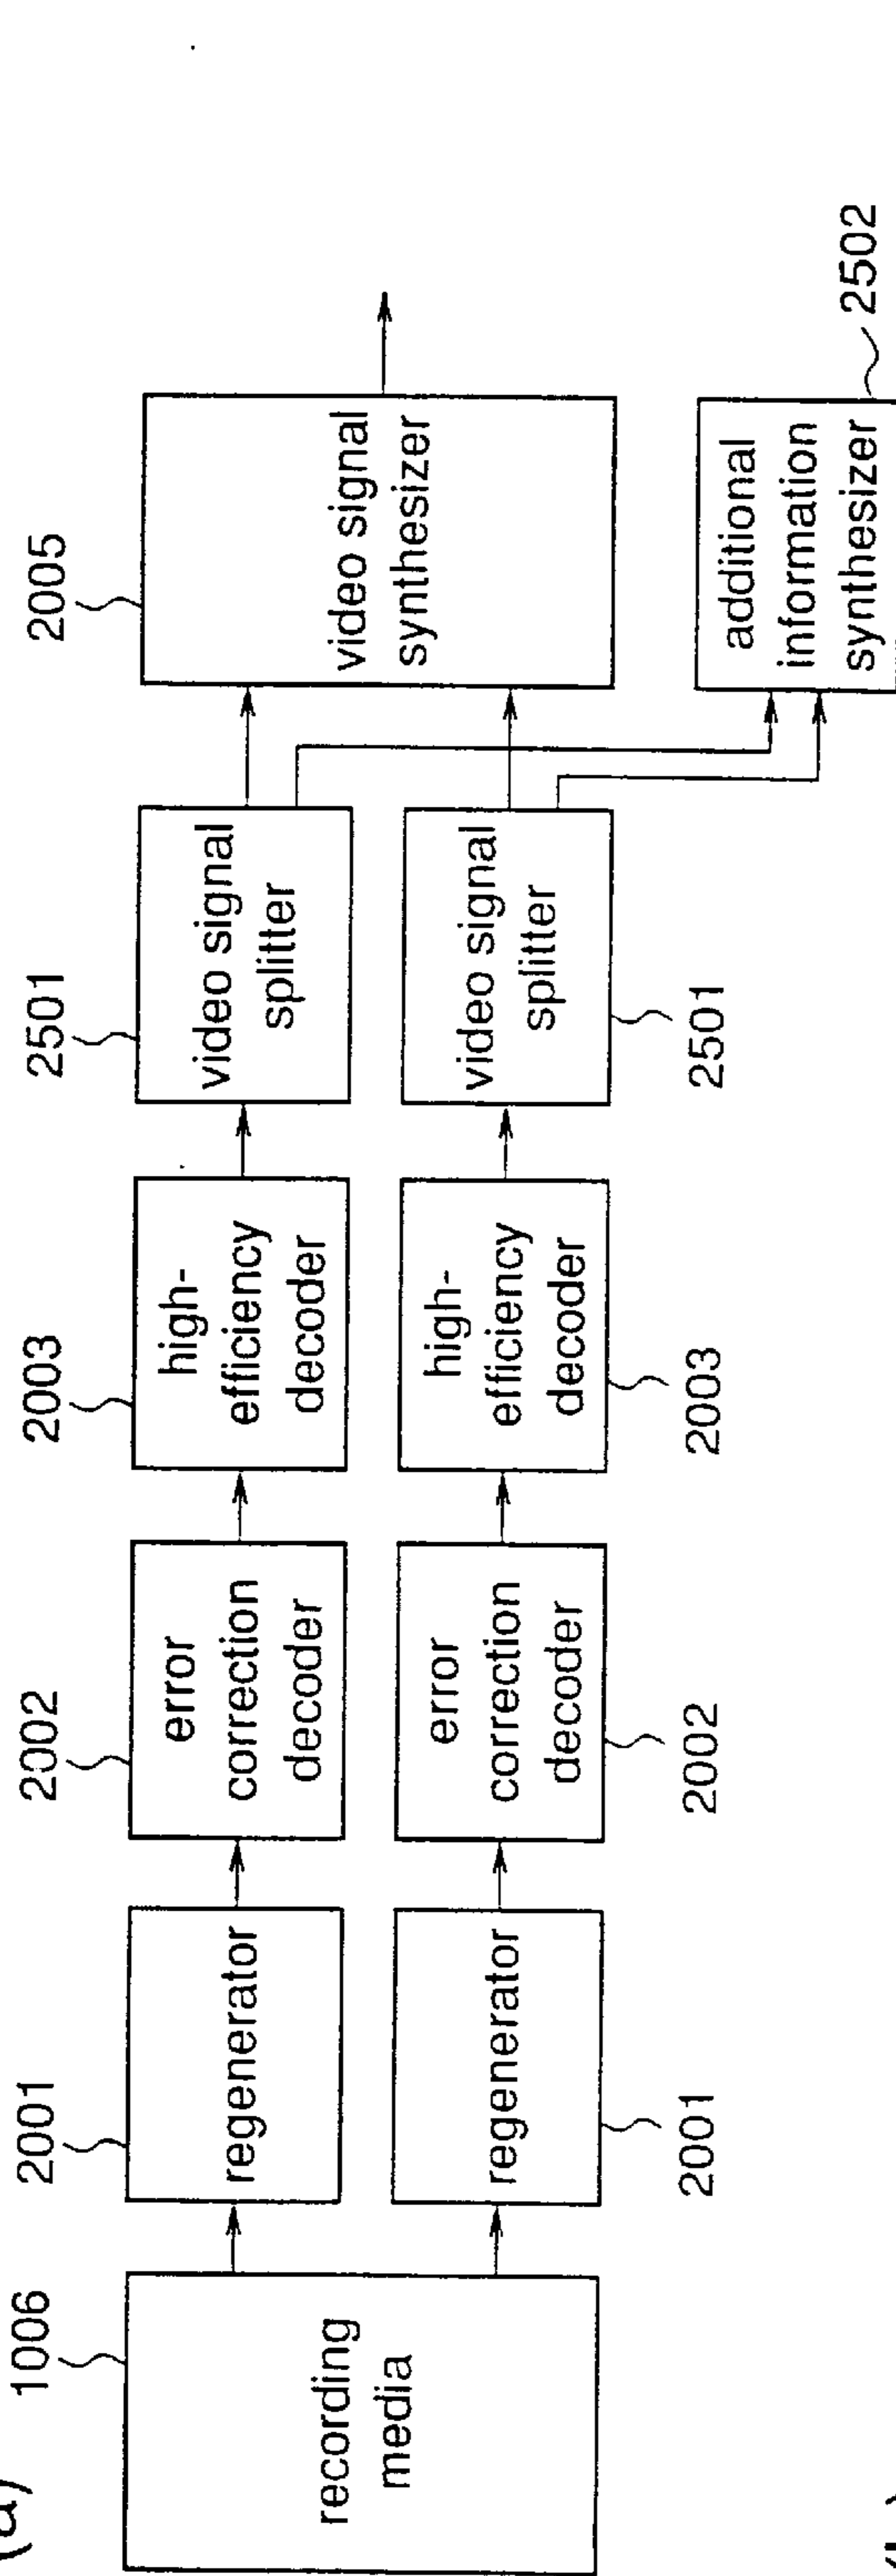 (a)
1006
recording
media
2001
regenerator
2002
error
correction
decoder
2003
high-
efficiency
decoder
2501
video signal
splitter
2005
video signal
synthesizer
regenerator
2001
error
correction
decoder
2002
high-
efficiency
decoder
2003
video signal
splitter
2501
additional
information
synthesizer
2502